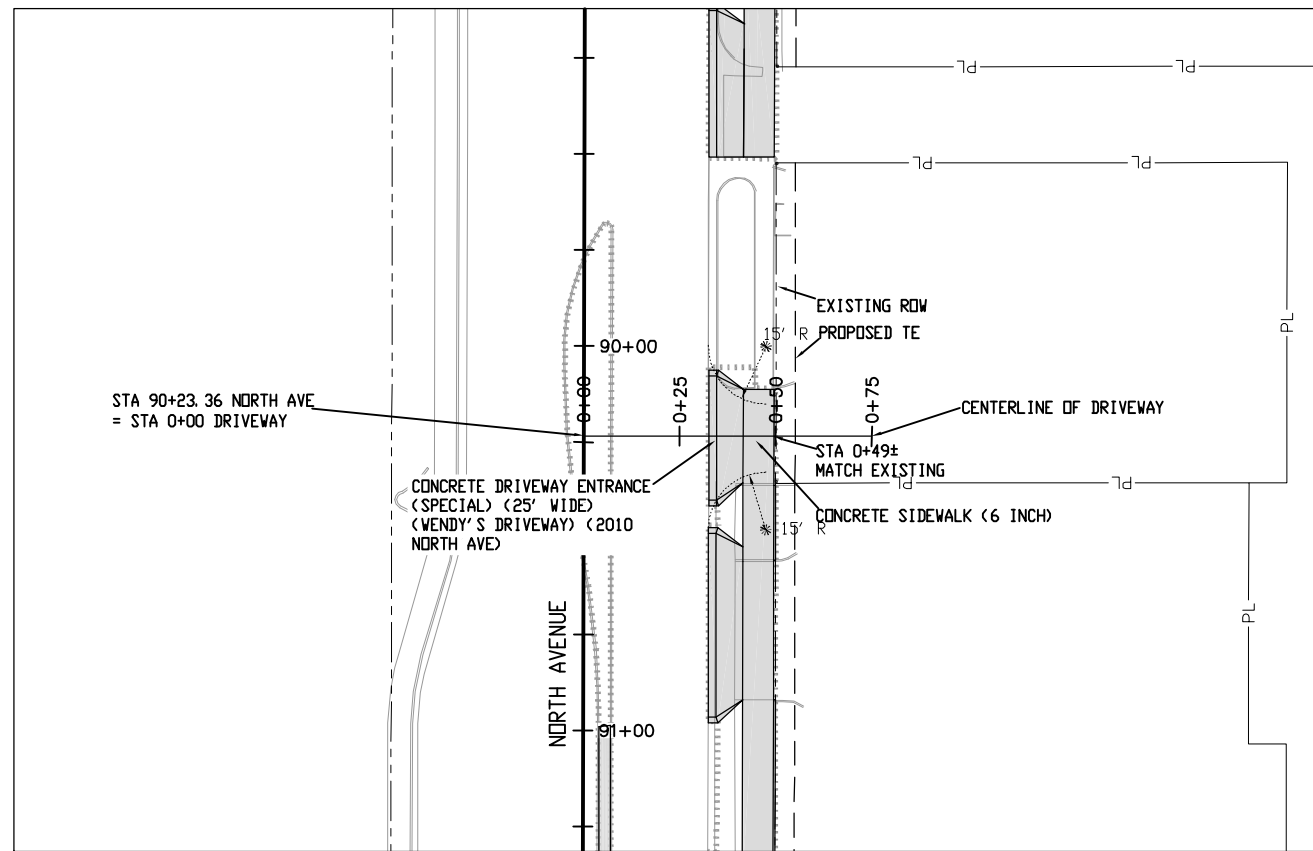 PL PL
PL PL
EXISTING ROW
15' R PROPOSED TE
PL
90+00
0+00
0+25
0+50
0+75
STA 90+23.36 NORTH AVE
= STA 0+00 DRIVEWAY
CENTERLINE OF DRIVEWAY
STA 0+49±
MATCH EXISTING
PL PL
CONCRETE DRIVEWAY ENTRANCE
(SPECIAL) (25' WIDE)
(WENDY'S DRIVEWAY) (2010
NORTH AVE)
CONCRETE SIDEWALK (6 INCH)
15' R
PL
NORTH AVENUE
91+00